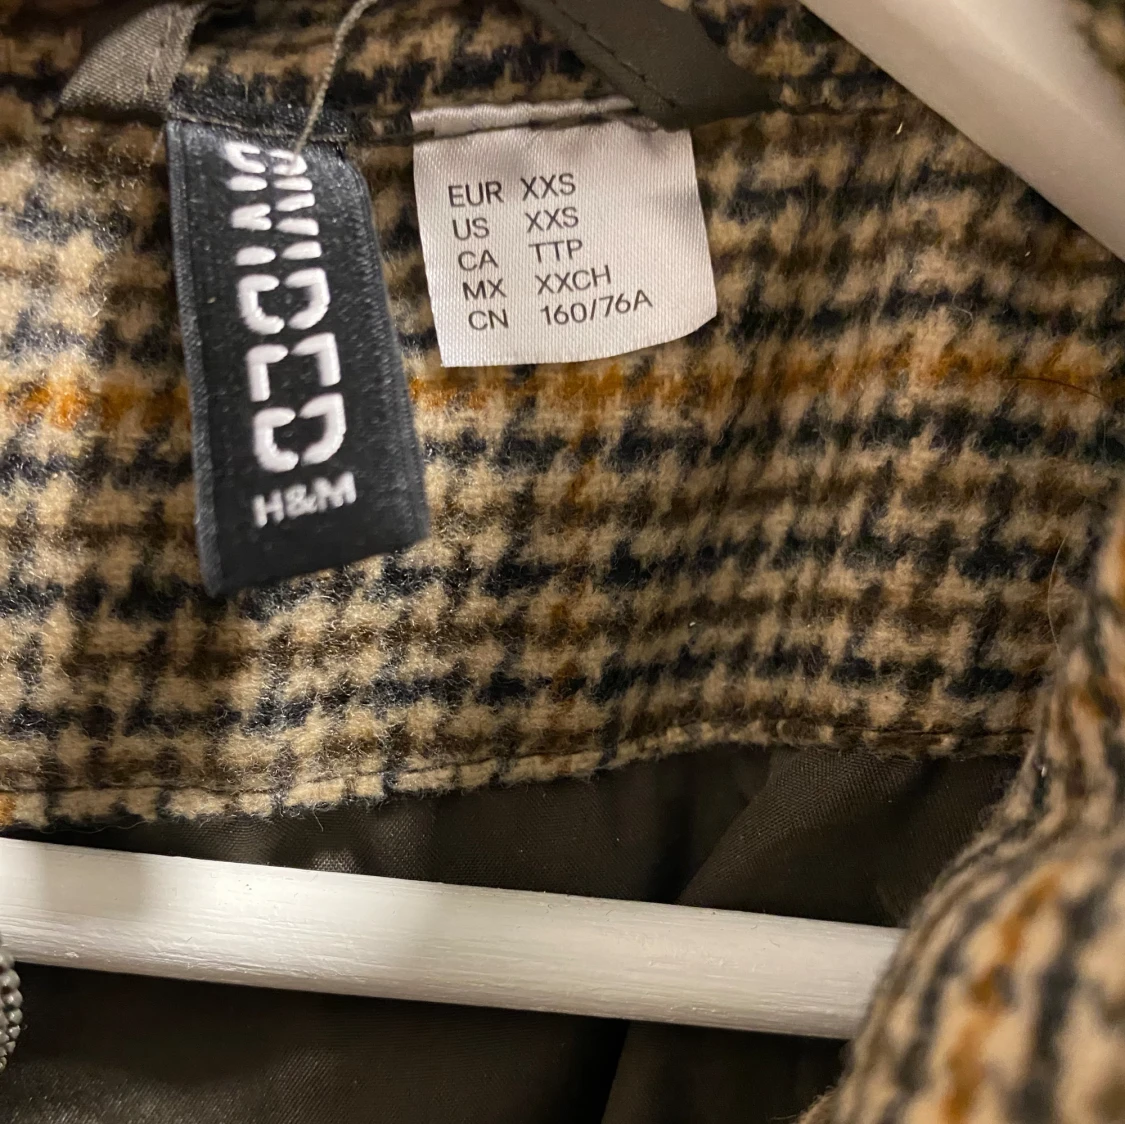 DIVIDED
H&M
EUR XXS
US XXS
CA TTP
MX XXCH
CN 160/76A